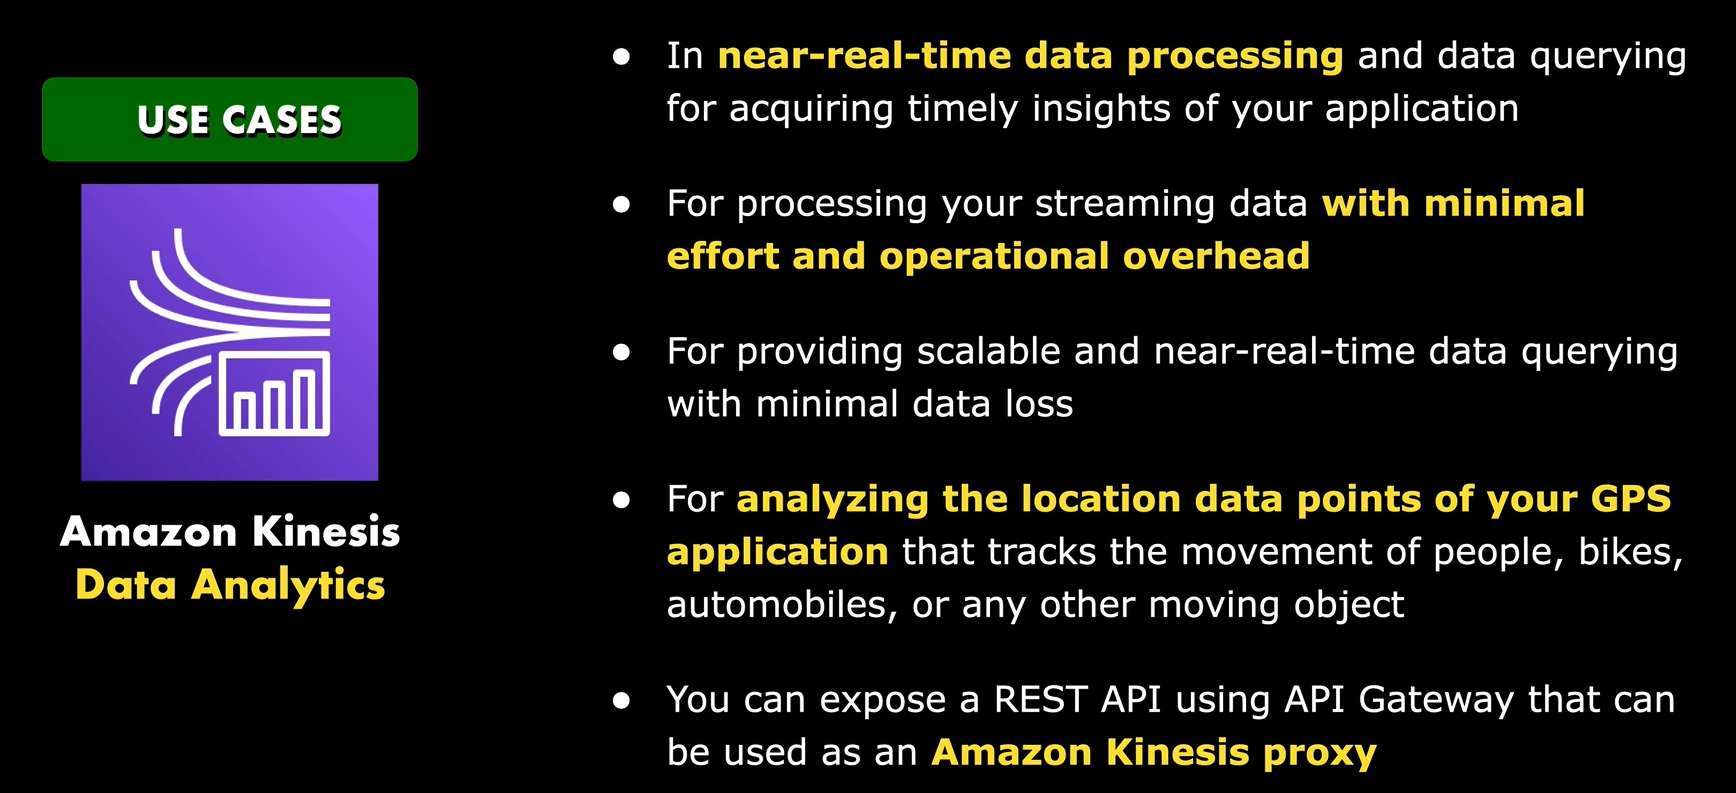 USE CASES
Amazon Kinesis
Data Analytics
● In near-real-time data processing and data querying
for acquiring timely insights of your application
● For processing your streaming data with minimal
effort and operational overhead
● For providing scalable and near-real-time data querying
with minimal data loss
● For analyzing the location data points of your GPS
application that tracks the movement of people, bikes,
automobiles, or any other moving object
● You can expose a REST API using API Gateway that can
be used as an Amazon Kinesis proxy